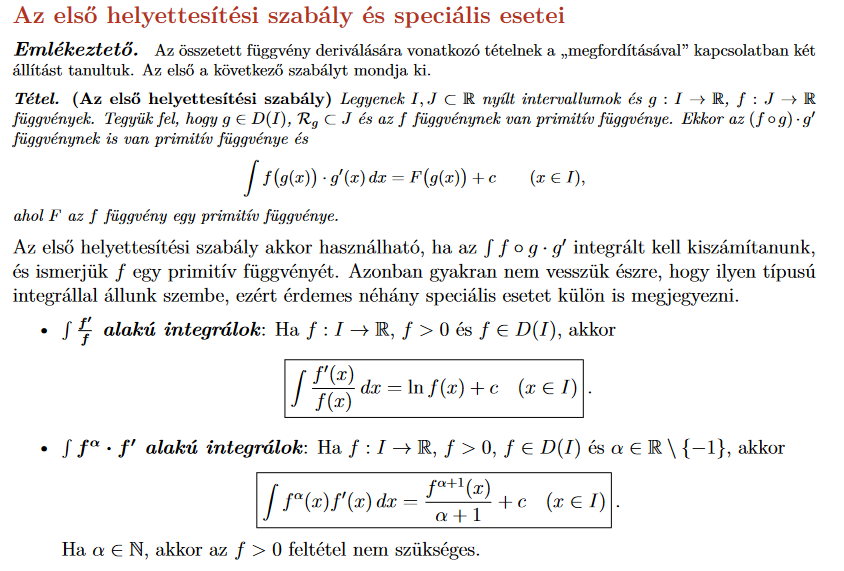 Az első helyettesítési szabály és speciális esetei
Emlékeztető. Az összetett függvény deriválására vonatkozó tételnek a „megfordításával” kapcsolatban két
állítást tanultuk. Az első a következő szabályt mondja ki.
Tétel. (Az első helyettesítési szabály) Legyenek I, J ⊂ ℝ nyílt intervallumok és g : I → ℝ, f : J → ℝ
függvények. Tegyük fel, hogy g ∈ D(I), R_g ⊂ J és az f függvénynek van primitív függvénye. Ekkor az (f ∘ g) · g′
függvénynek is van primitív függvénye és
∫ f(g(x)) · g′(x) dx = F(g(x)) + c (x ∈ I),
ahol F az f függvény egy primitív függvénye.
Az első helyettesítési szabály akkor használható, ha az ∫ f ∘ g · g′ integrált kell kiszámítanunk,
és ismerjük f egy primitív függvényét. Azonban gyakran nem vesszük észre, hogy ilyen típusú
integrállal állunk szembe, ezért érdemes néhány speciális esetet külön is megjegyezni.
• ∫ f′/f alakú integrálok: Ha f : I → ℝ, f > 0 és f ∈ D(I), akkor
∫ f′(x)/f(x) dx = ln f(x) + c (x ∈ I).
• ∫ f^α · f′ alakú integrálok: Ha f : I → ℝ, f > 0, f ∈ D(I) és α ∈ ℝ \ {−1}, akkor
∫ f^α(x)f′(x) dx = f^{α+1}(x)/(α + 1) + c (x ∈ I).
Ha α ∈ ℕ, akkor az f > 0 feltétel nem szükséges.